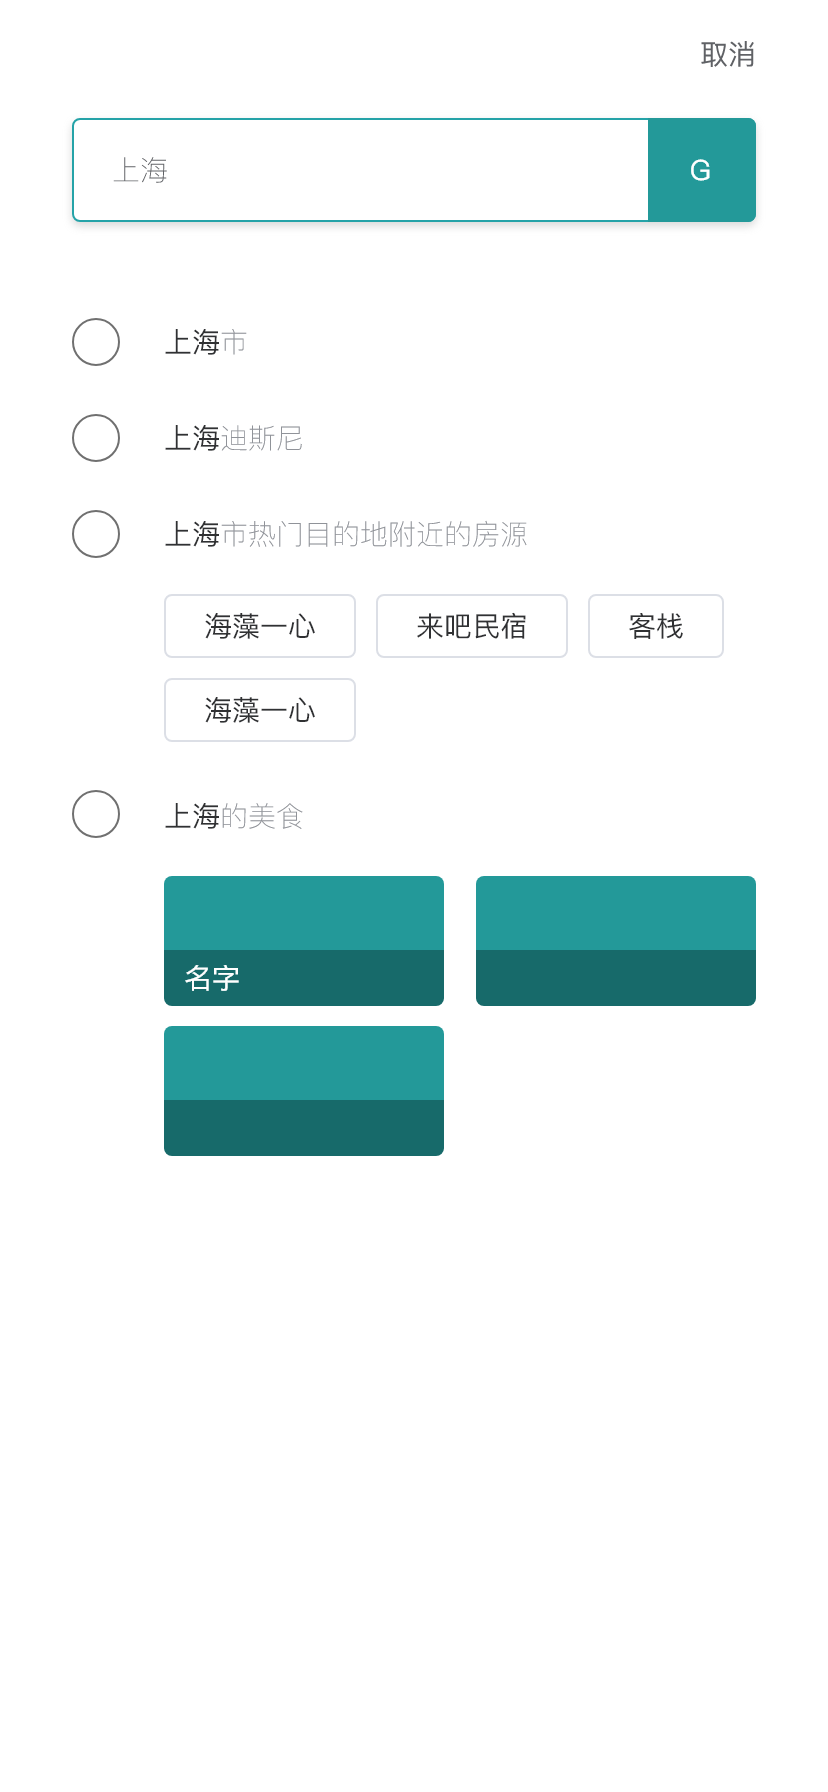 取消
上海 G
上海市
上海迪斯尼
上海市热门目的地附近的房源
海藻一心 来吧民宿 客栈
海藻一心
上海的美食
名字